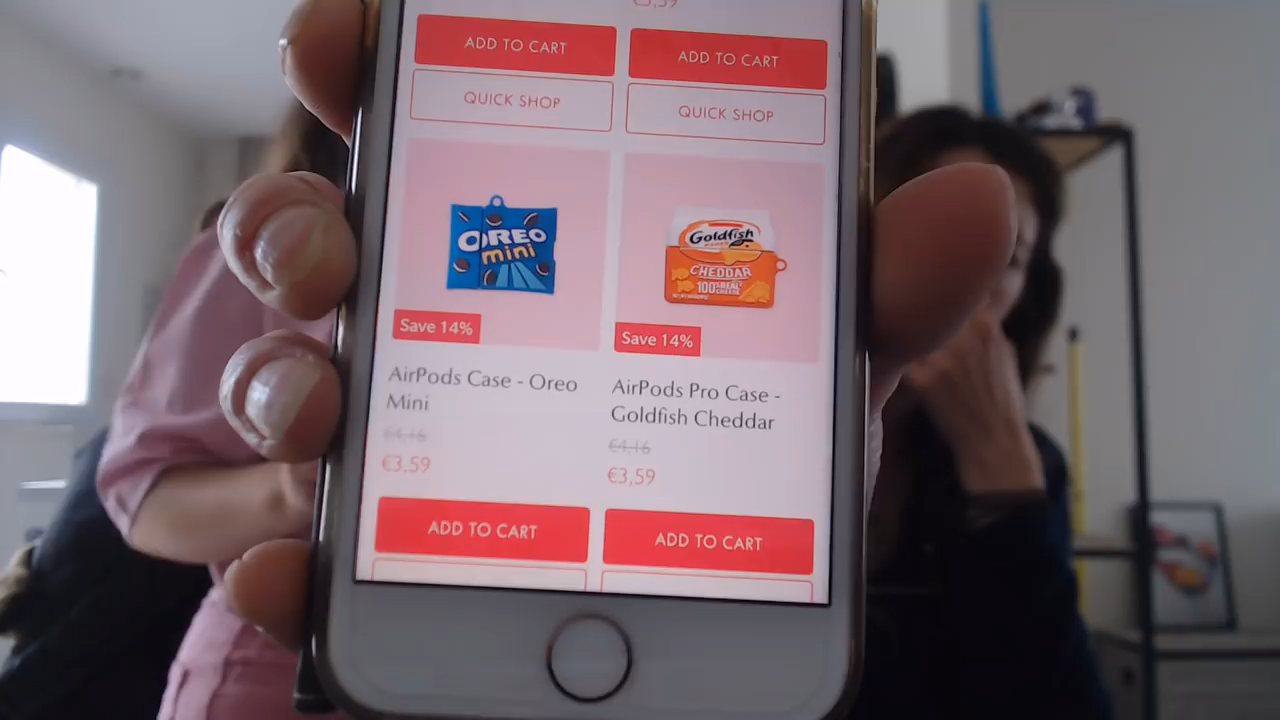 ADD TO CART
ADD TO CART
QUICK SHOP
QUICK SHOP
OREO
mini
Goldfish
CHEDDAR
100%
REAL
CHEESE
Save 14%
Save 14%
AirPods Case - Oreo
Mini
€4,16
€3,59
AirPods Pro Case -
Goldfish Cheddar
€4,16
€3,59
ADD TO CART
ADD TO CART